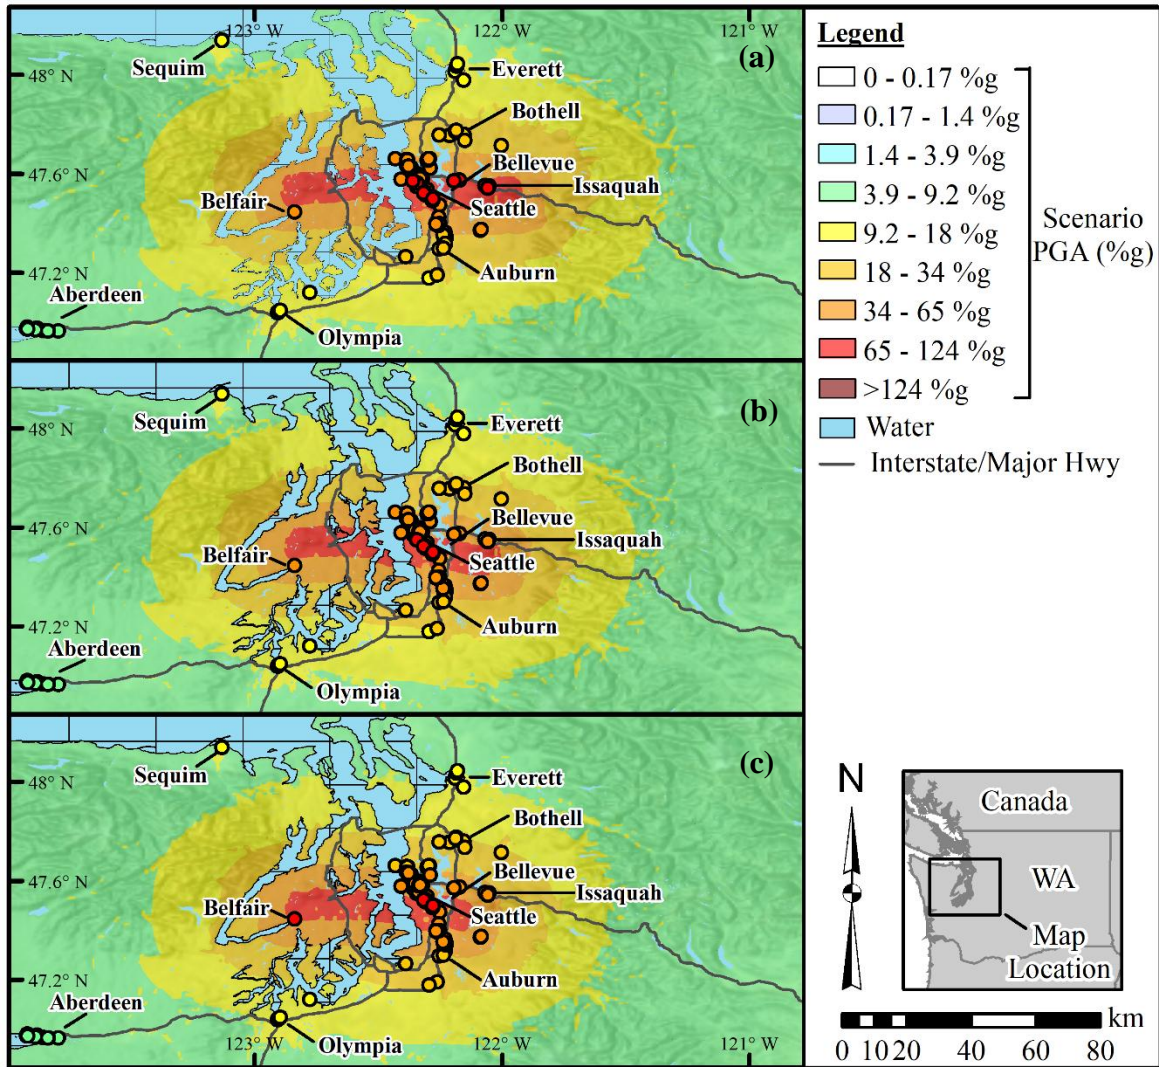 123° W
122° W
121° W
(a)
Sequim
48° N
Everett
Bothell
Bellevue
47.6° N
Issaquah
Belfair
Seattle
47.2° N
Auburn
Aberdeen
Olympia
(b)
Sequim
48° N
Everett
Bothell
Bellevue
47.6° N
Issaquah
Belfair
Seattle
47.2° N
Auburn
Aberdeen
Olympia
(c)
Sequim
48° N
Everett
Bothell
Bellevue
47.6° N
Issaquah
Belfair
Seattle
47.2° N
Auburn
Aberdeen
Olympia
123° W
122° W
121° W
Legend
0 - 0.17 %g
0.17 - 1.4 %g
1.4 - 3.9 %g
3.9 - 9.2 %g
9.2 - 18 %g
18 - 34 %g
34 - 65 %g
65 - 124 %g
>124 %g
Scenario
PGA (%g)
Water
Interstate/Major Hwy
N
Canada
WA
Map
Location
km
0 10 20 40 60 80